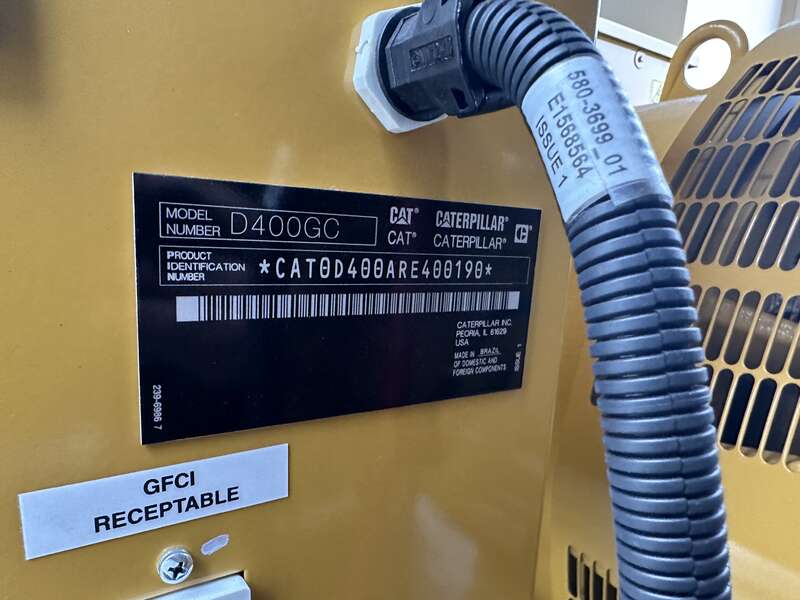 580-3699_01
E1568564
ISSUE 1
MODEL NUMBER D400GC
CAT® CATERPILLAR®
CAT® CATERPILLAR®
PRODUCT IDENTIFICATION NUMBER *CAT0D400ARE400190*
CATERPILLAR INC.
PEORIA, IL 61629
USA
MADE IN BRAZIL
OF DOMESTIC AND
FOREIGN COMPONENTS
239-6986 7
GFCI
RECEPTABLE